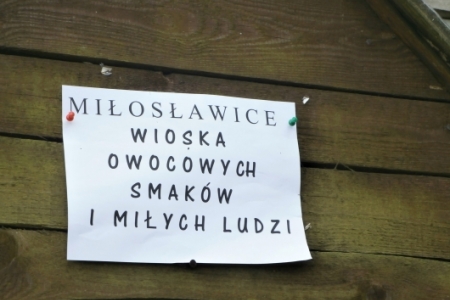 MIŁOSŁAWICE
WIOSKA
OWOCOWYCH
SMAKÓW
I MIŁYCH LUDZI